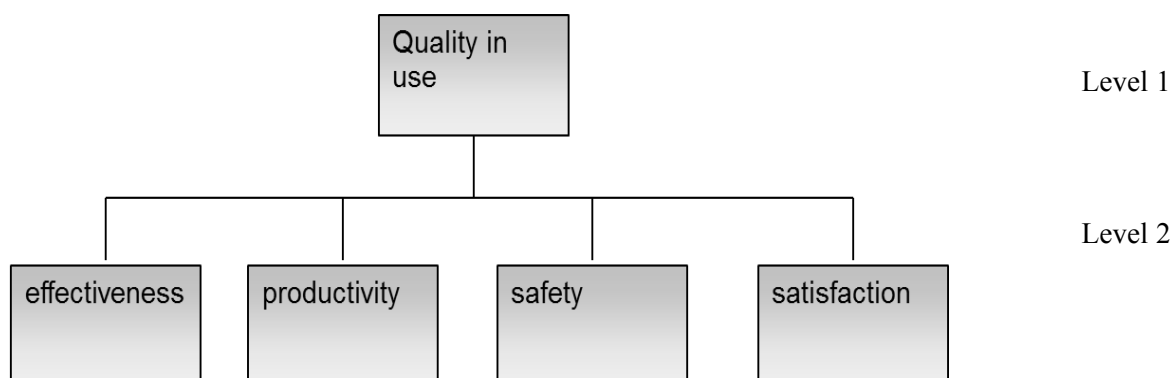 Quality in
use
Level 1
Level 2
effectiveness
productivity
safety
satisfaction